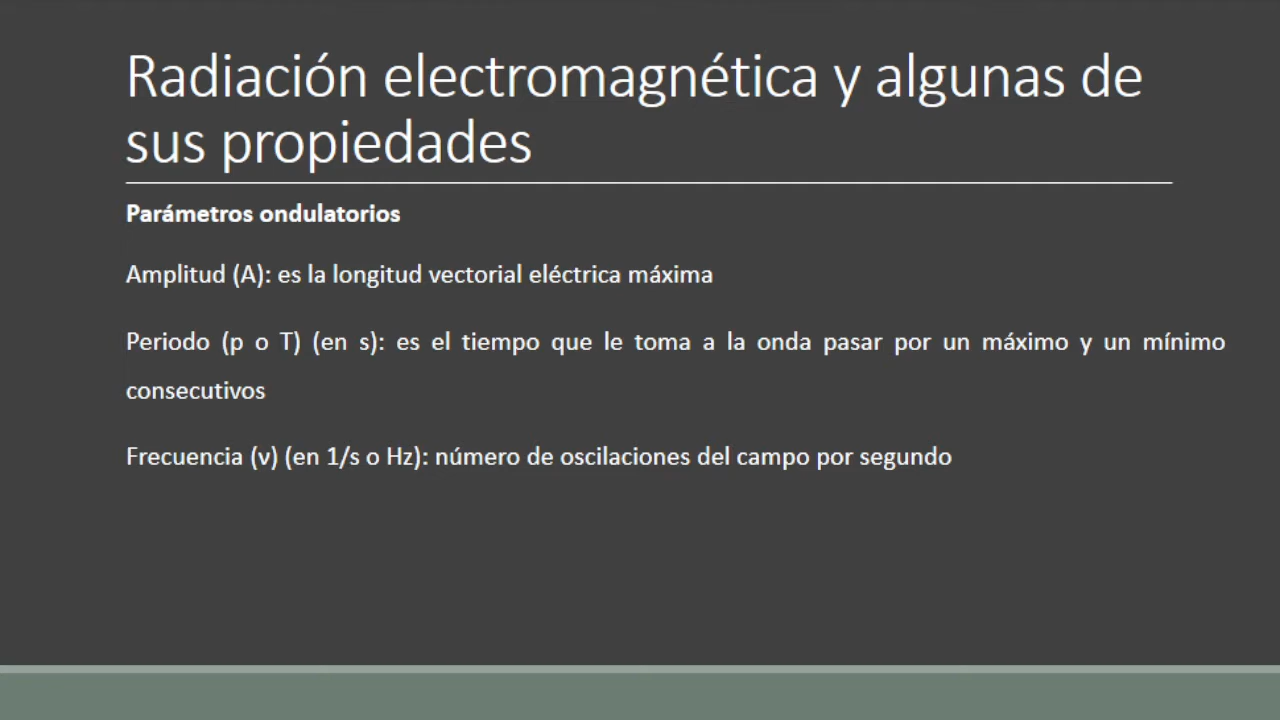 Radiación electromagnética y algunas de
sus propiedades
Parámetros ondulatorios
Amplitud (A): es la longitud vectorial eléctrica máxima
Periodo (p o T) (en s): es el tiempo que le toma a la onda pasar por un máximo y un mínimo
consecutivos
Frecuencia (ν) (en 1/s o Hz): número de oscilaciones del campo por segundo